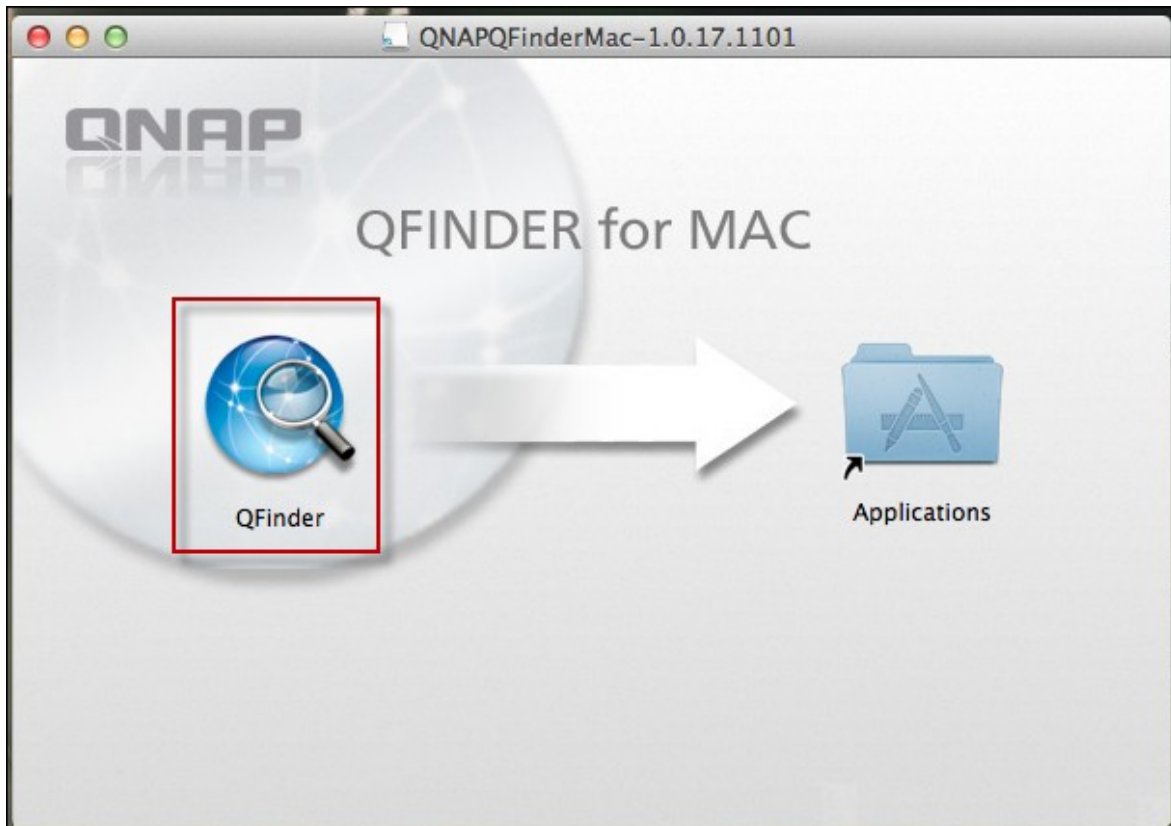 QNAPQFinderMac-1.0.17.1101
QNAP
QFINDER for MAC
QFinder
Applications